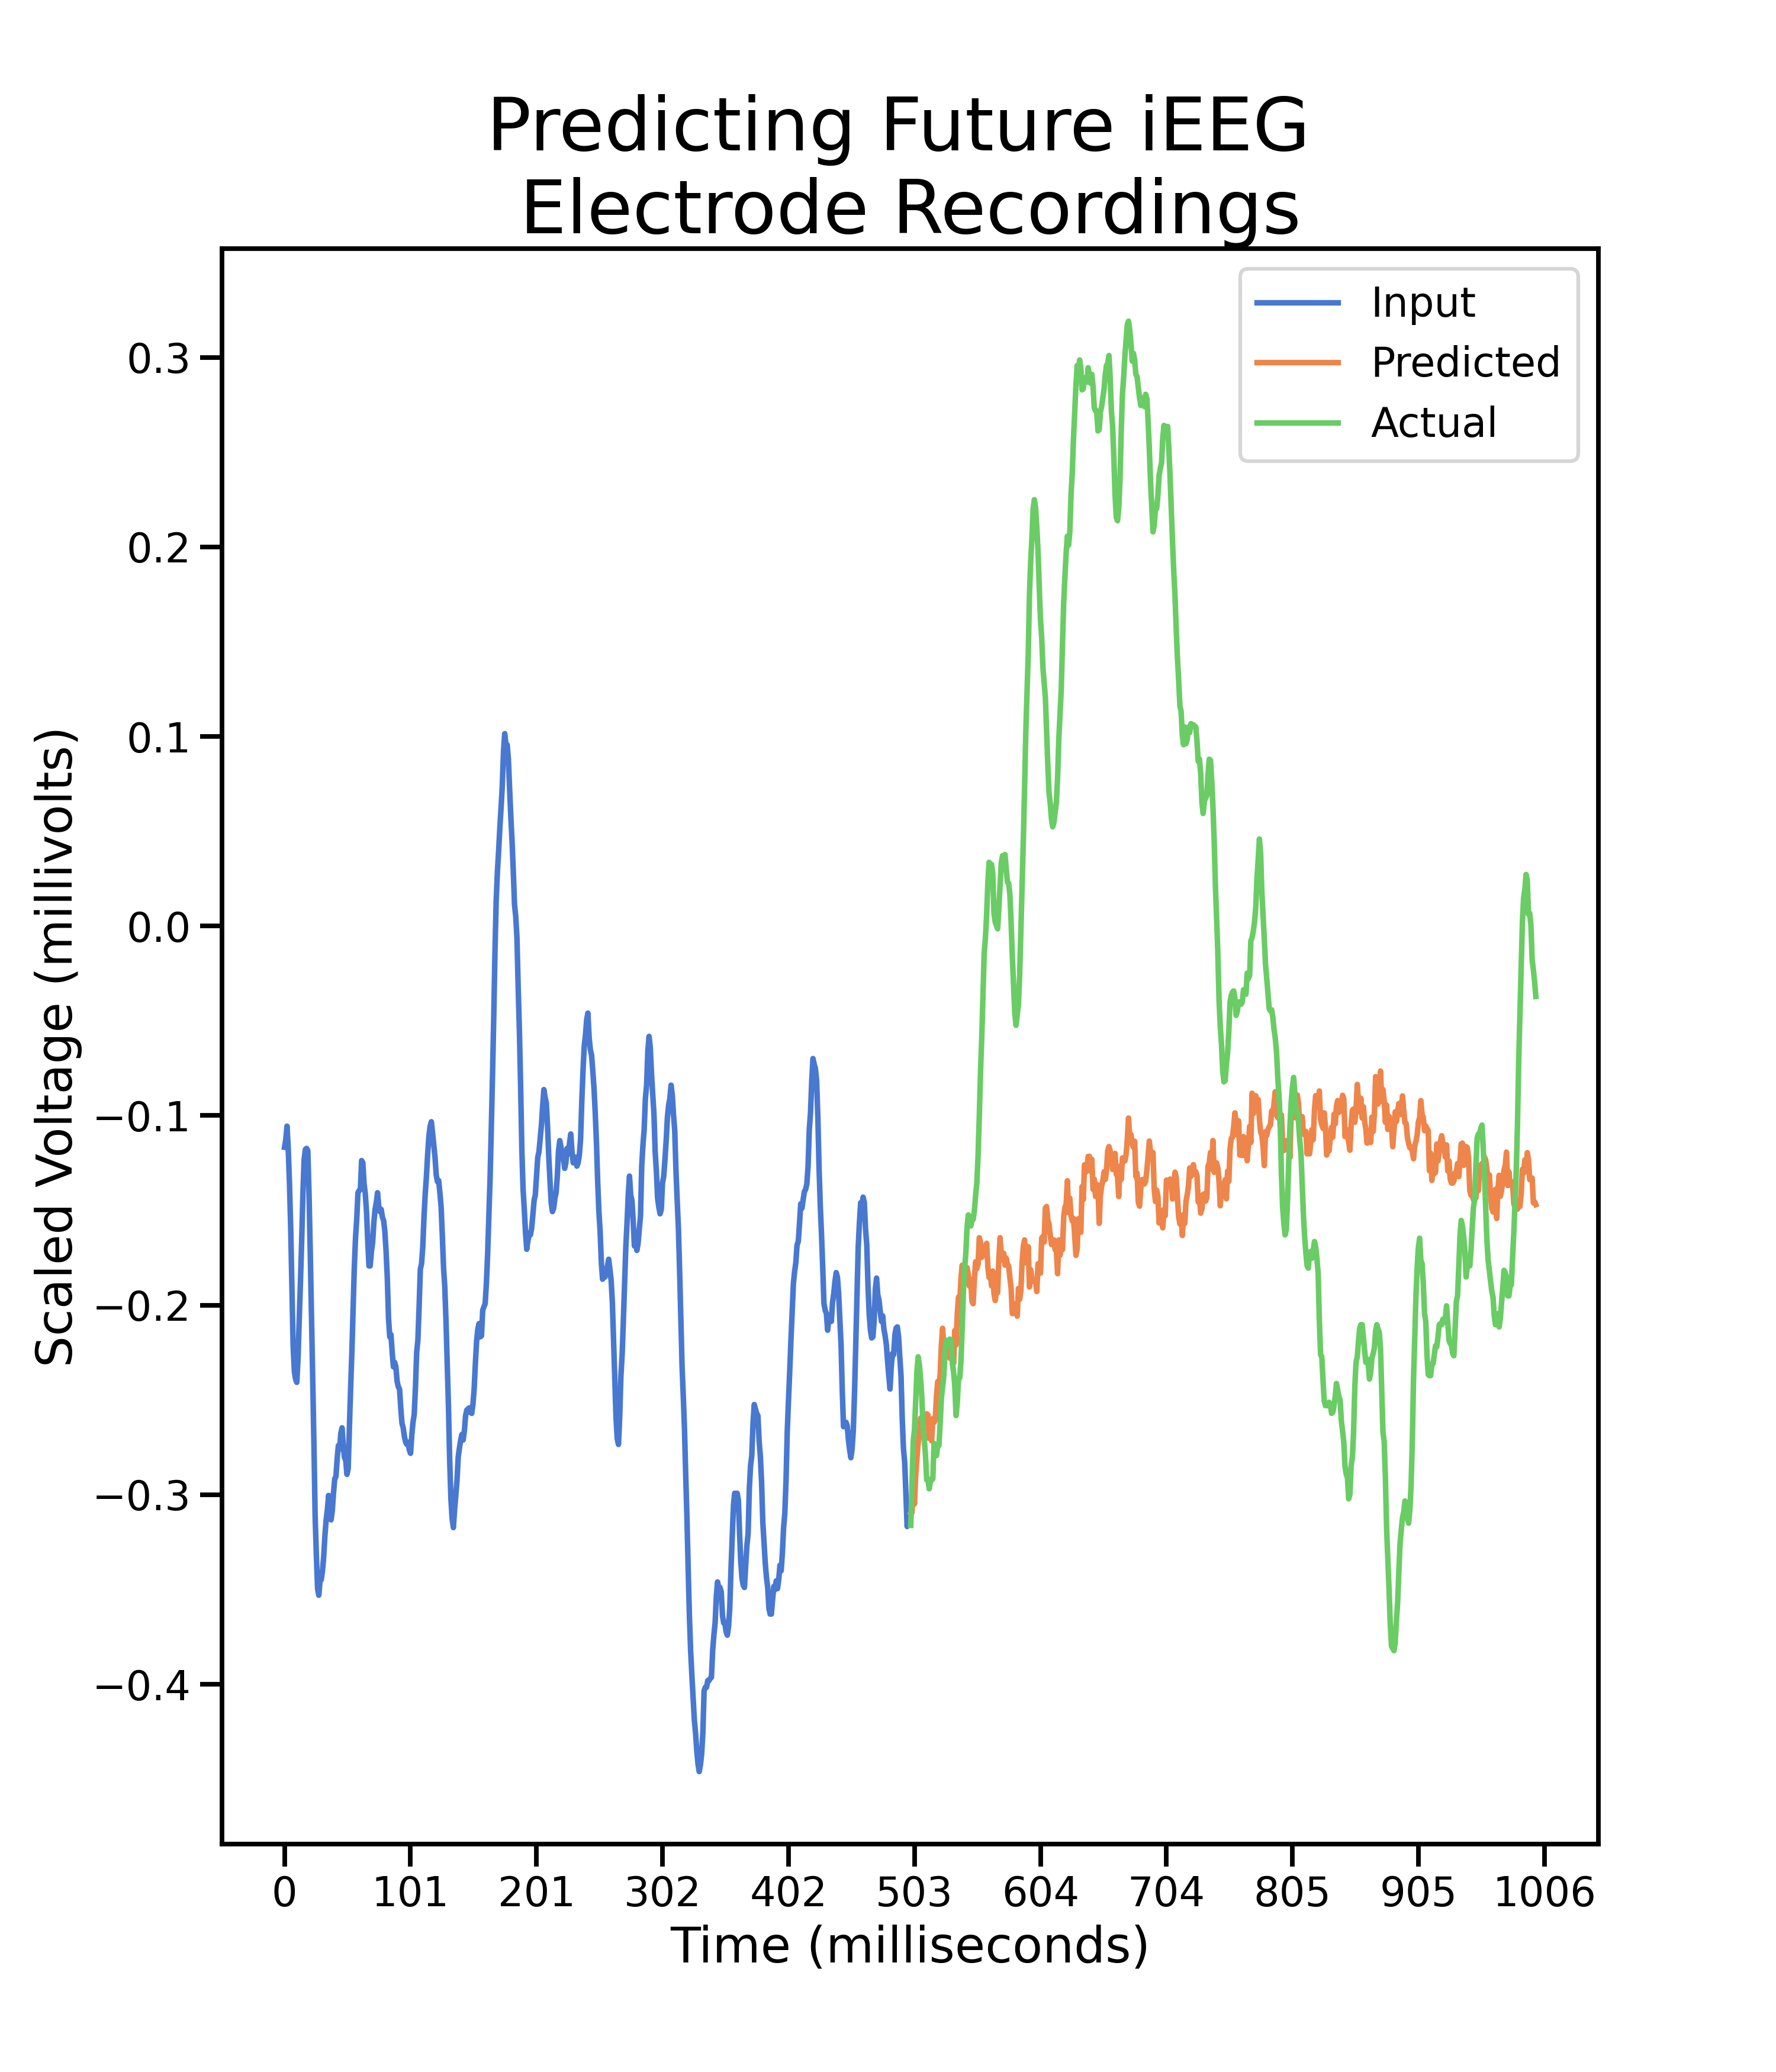 Predicting Future iEEG
Electrode Recordings
Input
Predicted
Actual
Scaled Voltage (millivolts)
0.3
0.2
0.1
0.0
−0.1
−0.2
−0.3
−0.4
0 101 201 302 402 503 604 704 805 905 1006
Time (milliseconds)